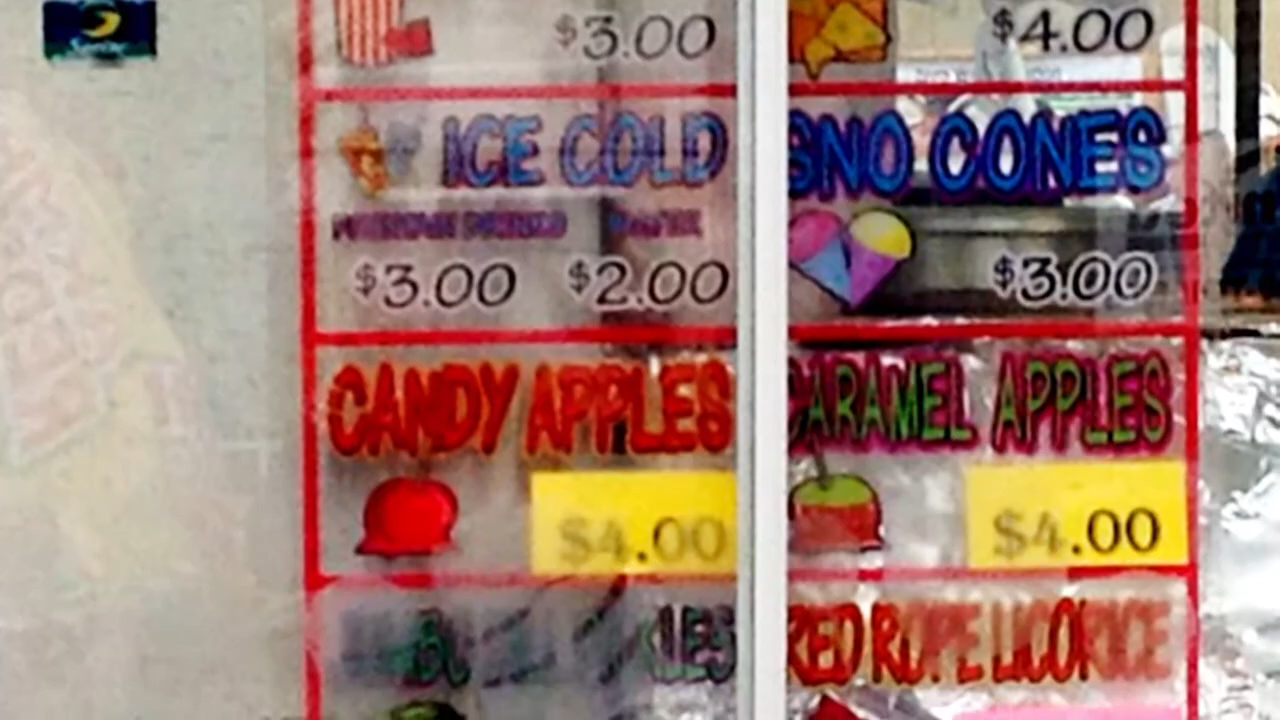 $3.00
$4.00
ICE COLD
$3.00 $2.00
SNO CONES
$3.00
CANDY APPLES
$4.00
CARAMEL APPLES
$4.00
RED ROPE LICORICE